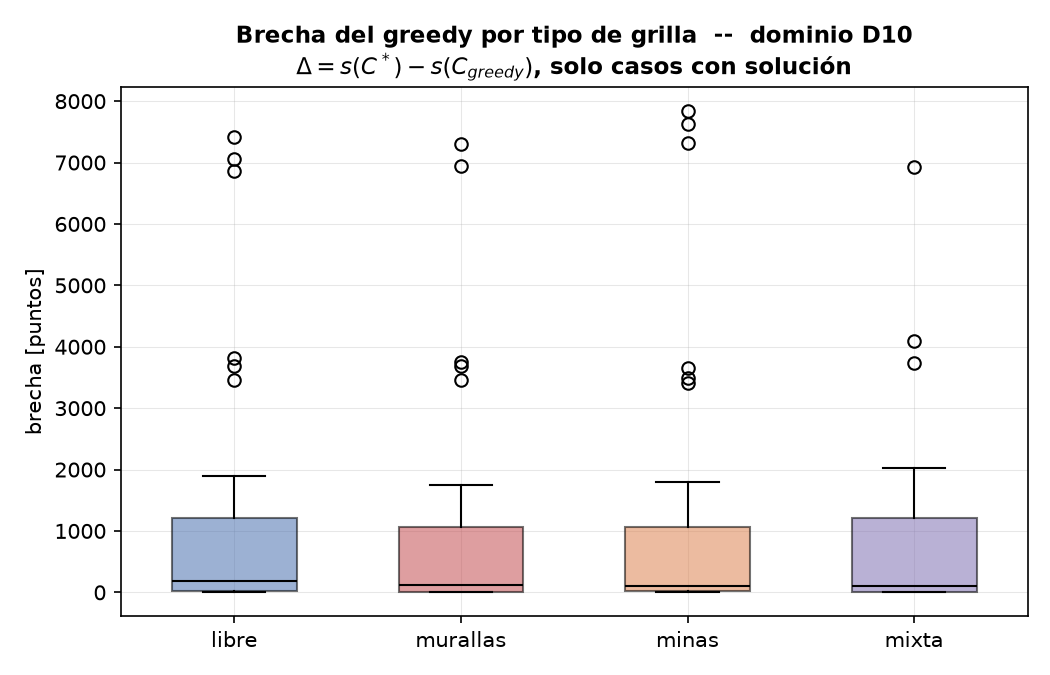 Brecha del greedy por tipo de grilla -- dominio D10
Δ = s(C*) − s(C_greedy), solo casos con solución
brecha [puntos]
8000
7000
6000
5000
4000
3000
2000
1000
0
libre
murallas
minas
mixta